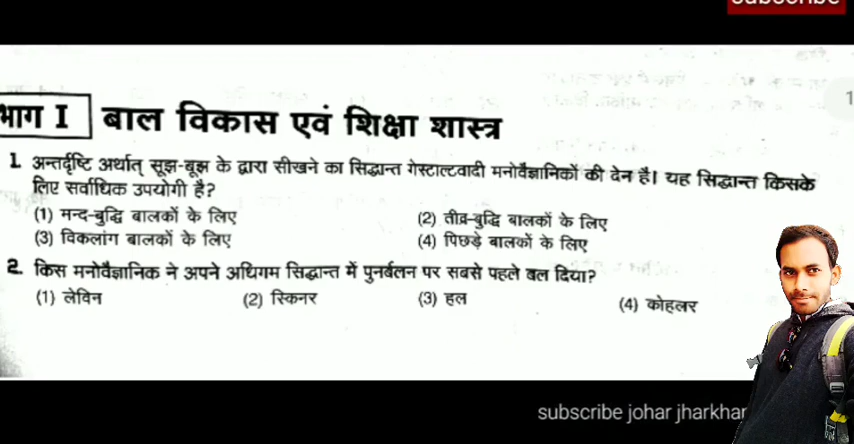 subscribe
भाग I बाल विकास एवं शिक्षा शास्त्र
1. अन्तर्दृष्टि अर्थात् सूझ-बूझ के द्वारा सीखने का सिद्धान्त गेस्टाल्टवादी मनोवैज्ञानिकों की देन है। यह सिद्धान्त किसके
लिए सर्वाधिक उपयोगी है?
(1) मन्द-बुद्धि बालकों के लिए (2) तीव्र-बुद्धि बालकों के लिए
(3) विकलांग बालकों के लिए (4) पिछड़े बालकों के लिए
2. किस मनोवैज्ञानिक ने अपने अधिगम सिद्धान्त में पुनर्बलन पर सबसे पहले बल दिया?
(1) लेविन (2) स्किनर (3) हल (4) कोहलर
subscribe johar jharkhar